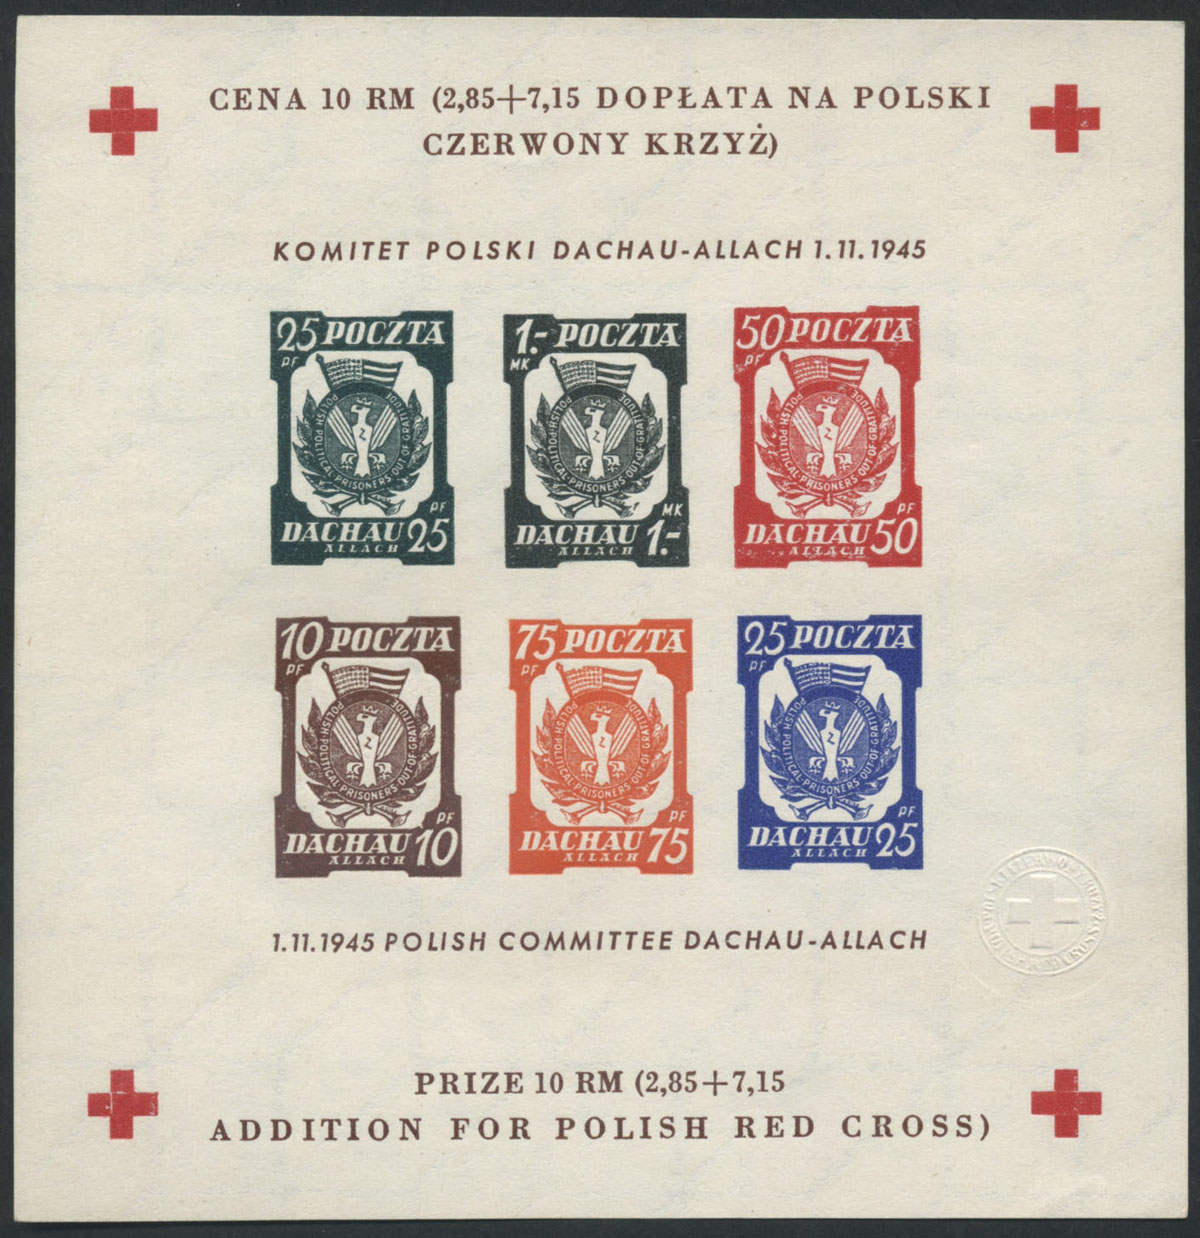 CENA 10 RM (2,85+7,15 DOPŁATA NA POLSKI
CZERWONY KRZYŻ)
KOMITET POLSKI DACHAU-ALLACH 1.11.1945
25 POCZTA
PF
POLISH·POLITICAL·PRISONERS OUT·OF·GRATITUDE
PF
DACHAU 25
ALLACH
1.- POCZTA
MK
POLISH·POLITICAL·PRISONERS OUT·OF·GRATITUDE
MK
DACHAU 1.-
ALLACH
50 POCZTA
PF
POLISH·POLITICAL·PRISONERS OUT·OF·GRATITUDE
PF
DACHAU 50
ALLACH
10 POCZTA
PF
POLISH·POLITICAL·PRISONERS OUT·OF·GRATITUDE
PF
DACHAU 10
ALLACH
75 POCZTA
PF
POLISH·POLITICAL·PRISONERS OUT·OF·GRATITUDE
PF
DACHAU 75
ALLACH
25 POCZTA
PF
POLISH·POLITICAL·PRISONERS OUT·OF·GRATITUDE
PF
DACHAU 25
ALLACH
1.11.1945 POLISH COMMITTEE DACHAU-ALLACH
PRIZE 10 RM (2,85+7,15
ADDITION FOR POLISH RED CROSS)